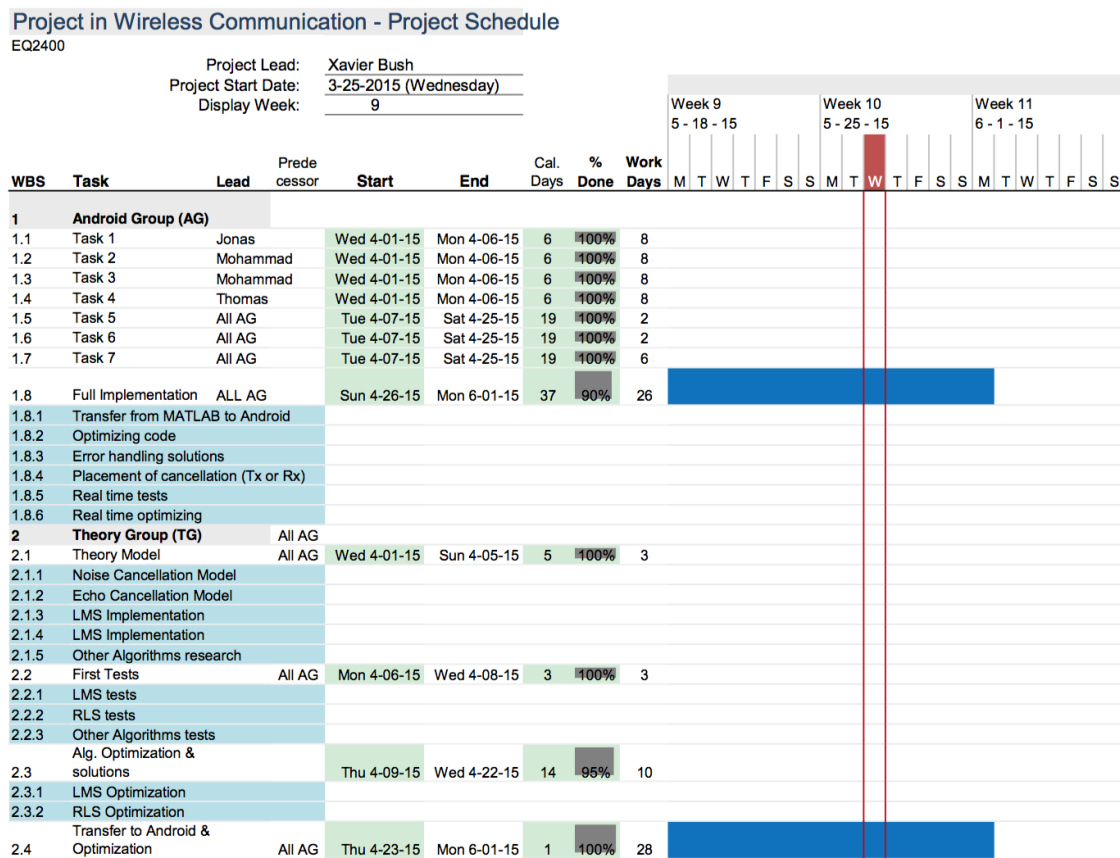 Project in Wireless Communication - Project Schedule
EQ2400
Project Lead: Xavier Bush
Project Start Date: 3-25-2015 (Wednesday)
Display Week: 9
Week 9 Week 10 Week 11
5 - 18 - 15 5 - 25 - 15 6 - 1 - 15
WBS Task Lead Prede cessor Start End Cal. Days % Done Work Days M T W T F S S M T W T F S S M T W T F S S
1 Android Group (AG)
1.1 Task 1 Jonas Wed 4-01-15 Mon 4-06-15 6 100% 8
1.2 Task 2 Mohammad Wed 4-01-15 Mon 4-06-15 6 100% 8
1.3 Task 3 Mohammad Wed 4-01-15 Mon 4-06-15 6 100% 8
1.4 Task 4 Thomas Wed 4-01-15 Mon 4-06-15 6 100% 8
1.5 Task 5 All AG Tue 4-07-15 Sat 4-25-15 19 100% 2
1.6 Task 6 All AG Tue 4-07-15 Sat 4-25-15 19 100% 2
1.7 Task 7 All AG Tue 4-07-15 Sat 4-25-15 19 100% 6
1.8 Full Implementation ALL AG Sun 4-26-15 Mon 6-01-15 37 90% 26
1.8.1 Transfer from MATLAB to Android
1.8.2 Optimizing code
1.8.3 Error handling solutions
1.8.4 Placement of cancellation (Tx or Rx)
1.8.5 Real time tests
1.8.6 Real time optimizing
2 Theory Group (TG) All AG
2.1 Theory Model All AG Wed 4-01-15 Sun 4-05-15 5 100% 3
2.1.1 Noise Cancellation Model
2.1.2 Echo Cancellation Model
2.1.3 LMS Implementation
2.1.4 LMS Implementation
2.1.5 Other Algorithms research
2.2 First Tests All AG Mon 4-06-15 Wed 4-08-15 3 100% 3
2.2.1 LMS tests
2.2.2 RLS tests
2.2.3 Other Algorithms tests
Alg. Optimization &
2.3 solutions Thu 4-09-15 Wed 4-22-15 14 95% 10
2.3.1 LMS Optimization
2.3.2 RLS Optimization
Transfer to Android &
2.4 Optimization All AG Thu 4-23-15 Mon 6-01-15 1 100% 28